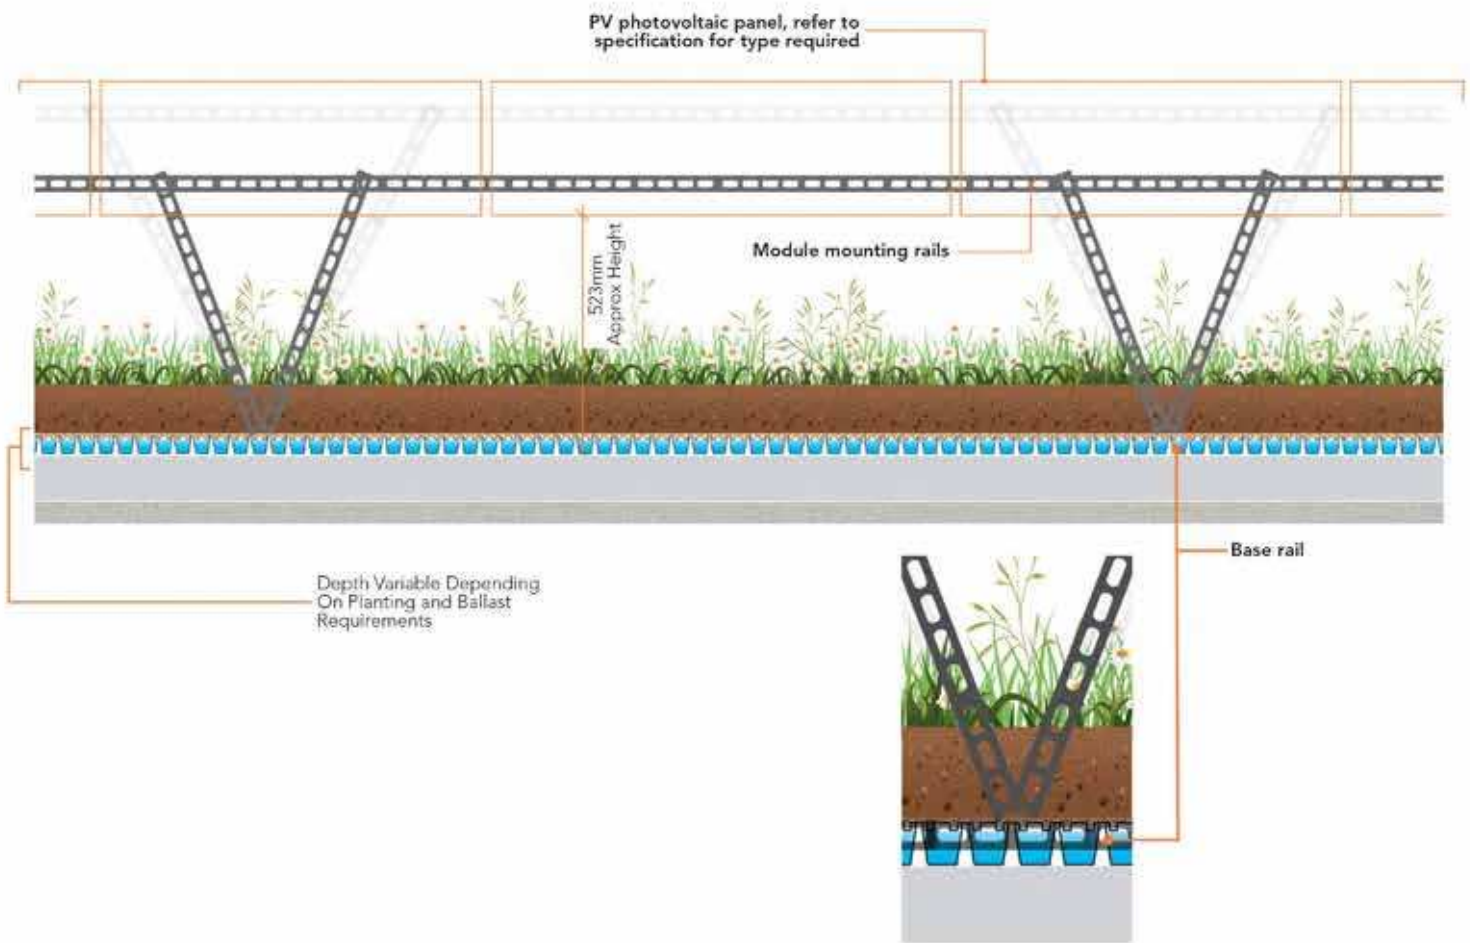 PV photovoltaic panel, refer to
specification for type required
Module mounting rails
523mm
Approx Height
Base rail
Depth Variable Depending
On Planting and Ballast
Requirements